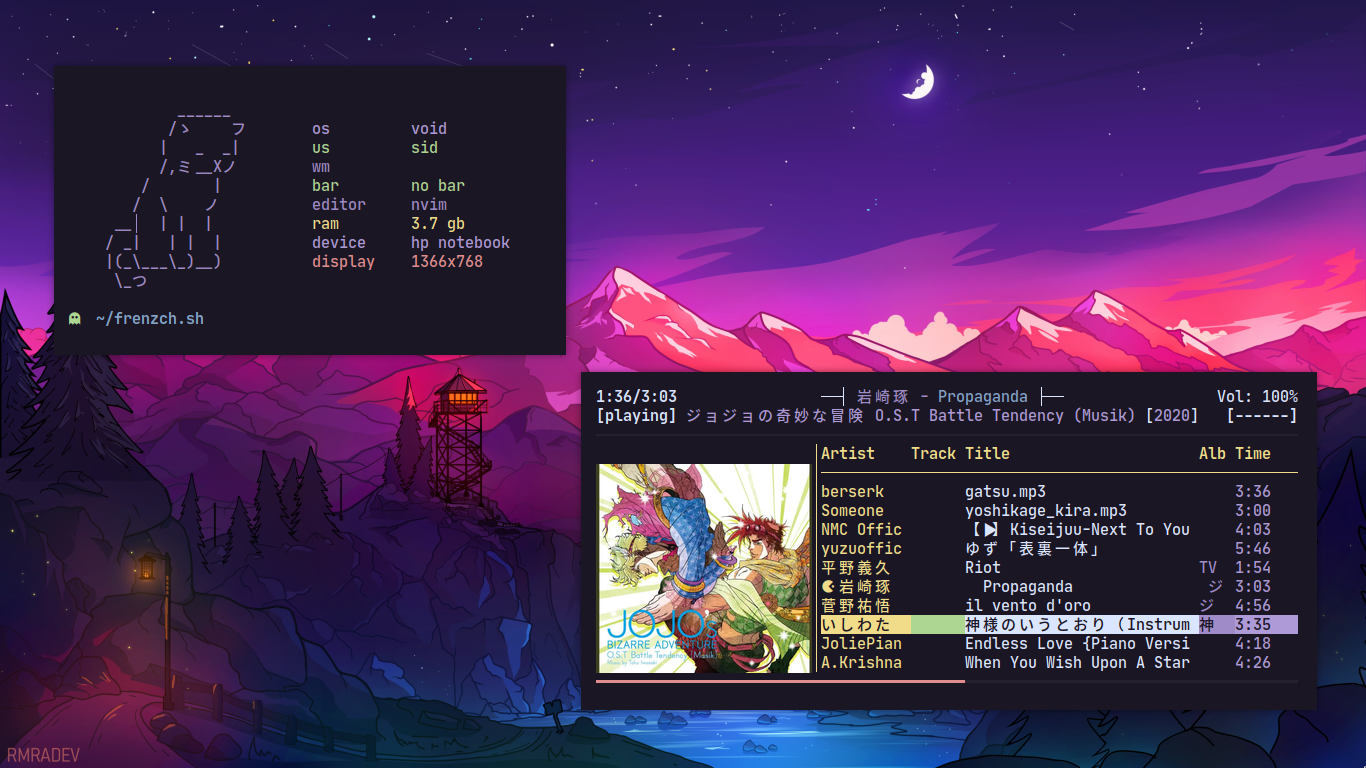 os void
us sid
wm
bar no bar
editor nvim
ram 3.7 gb
device hp notebook
display 1366x768
~/frenzch.sh
1:36/3:03 岩崎琢 - Propaganda Vol: 100%
[playing] ジョジョの奇妙な冒険 O.S.T Battle Tendency (Musik) [2020] [------]
Artist Track Title Alb Time
berserk gatsu.mp3 3:36
Someone yoshikage_kira.mp3 3:00
NMC Offic 【▶】 Kiseijuu-Next To You 4:03
yuzuoffic ゆず「表裏一体」 5:46
平野義久 Riot TV 1:54
岩崎琢 Propaganda ジ 3:03
菅野祐悟 il vento d'oro ジ 4:56
いしわた 神様のいうとおり (Instrum 神 3:35
JoliePian Endless Love {Piano Versi 4:18
A.Krishna When You Wish Upon A Star 4:26
JOJO's
BIZARRE ADVENTURE
O.S.T Battle Tendency [Musik]
RMRADEV